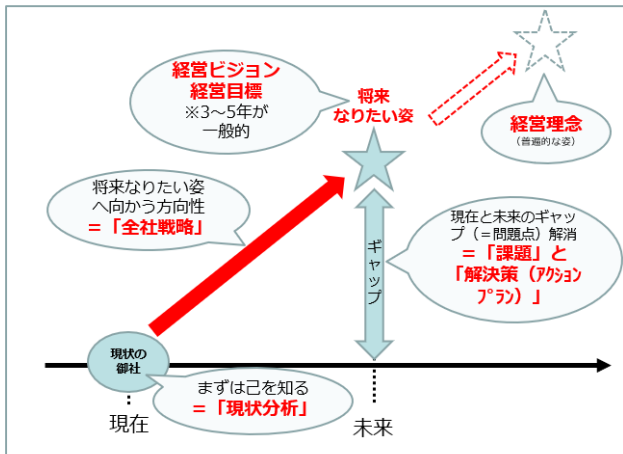 経営ビジョン
経営目標
※3～5年が
一般的
将来
なりたい姿
経営理念
(普遍的な姿)
将来なりたい姿
へ向かう方向性
＝「全社戦略」
ギャップ
現在と未来のギャッ
プ（＝問題点）解消
＝「課題」と
「解決策（ｱｸｼｮﾝ
ﾌﾟﾗﾝ）」
現状の
御社
まずは己を知る
＝「現状分析」
現在
未来